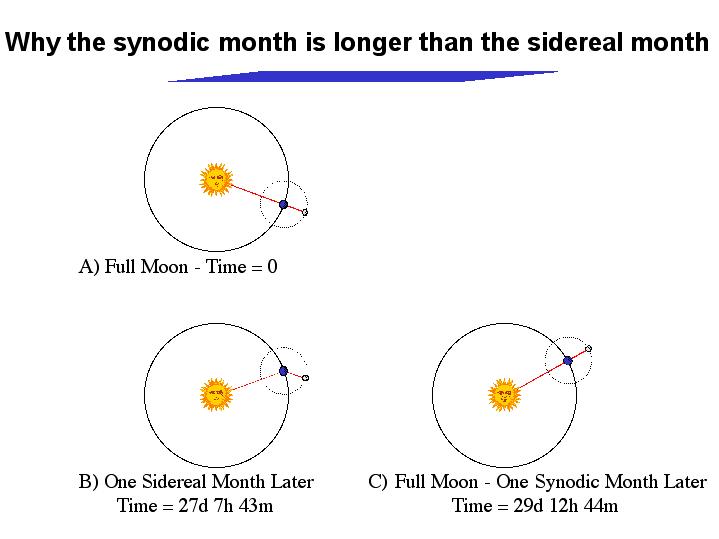 Why the synodic month is longer than the sidereal month
A) Full Moon - Time = 0
B) One Sidereal Month Later
Time = 27d 7h 43m
C) Full Moon - One Synodic Month Later
Time = 29d 12h 44m